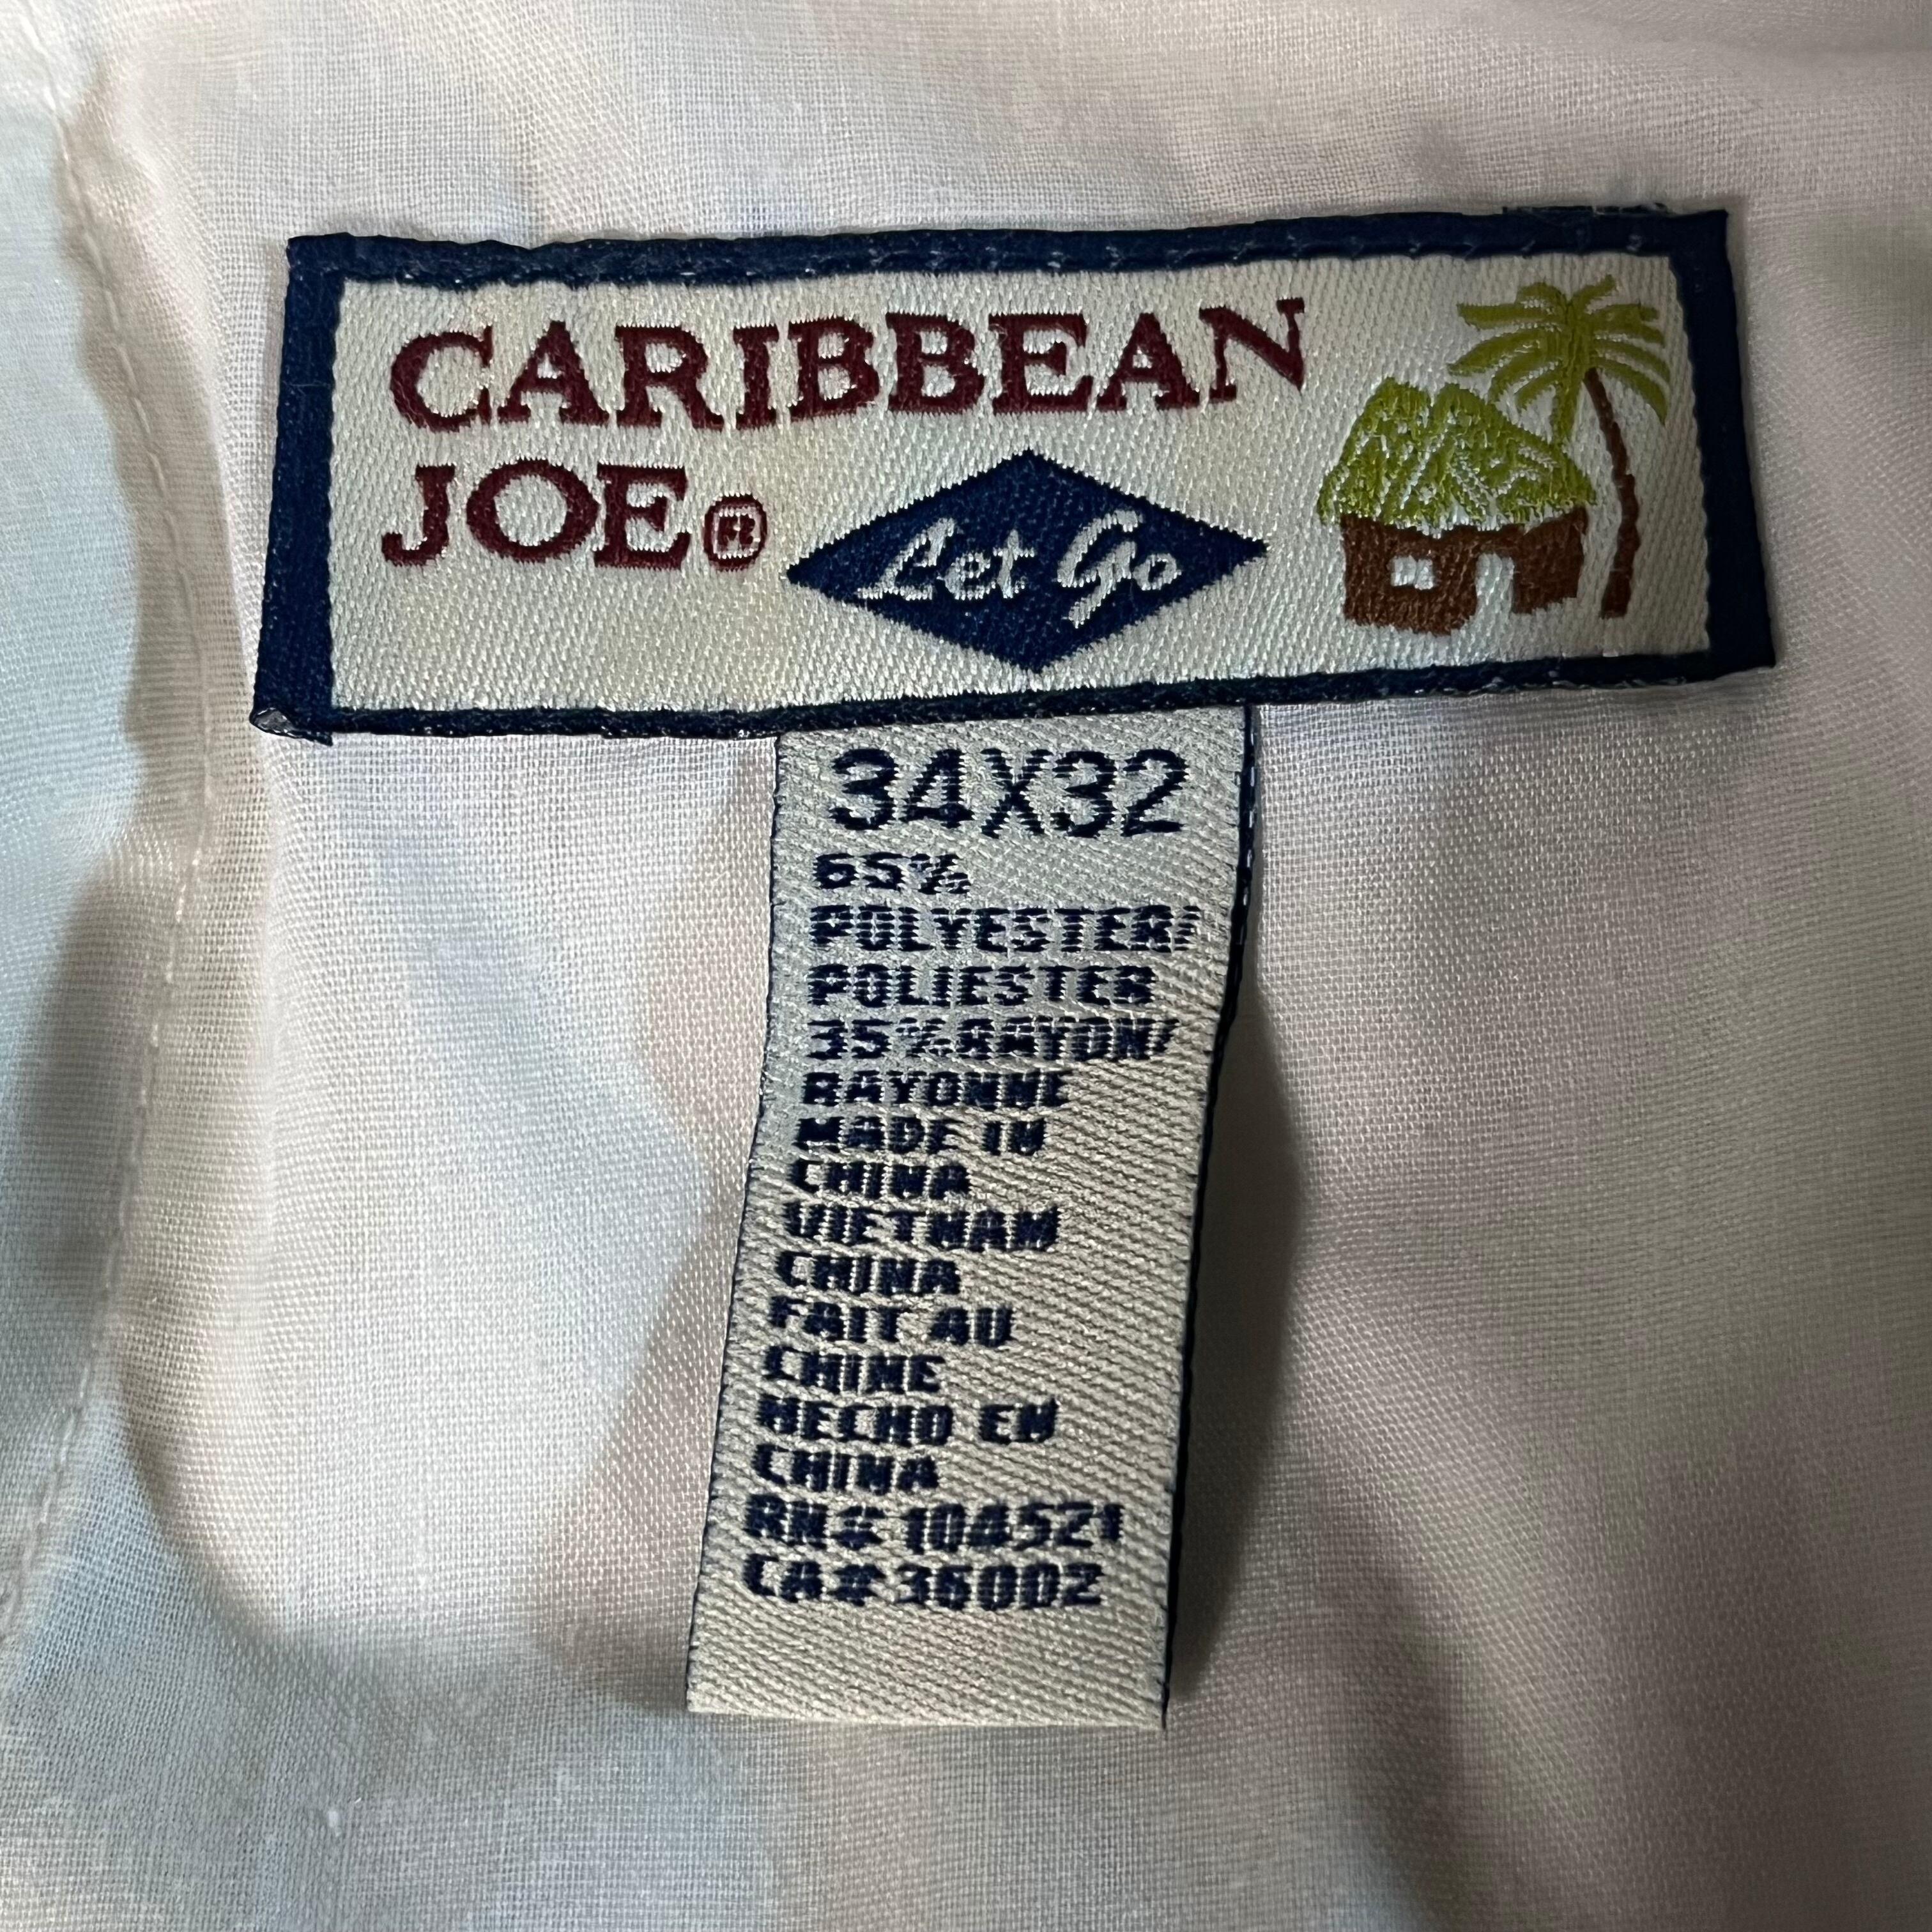 CARIBBEAN
JOE®
Let Go
34X32
65%
POLYESTER/
POLIESTER
35%RAYON/
RAYONNE
MADE IN
CHINA
VIETNAM
CHINA
FAIT AU
CHINE
HECHO EN
CHINA
RN# 104521
CA# 36002